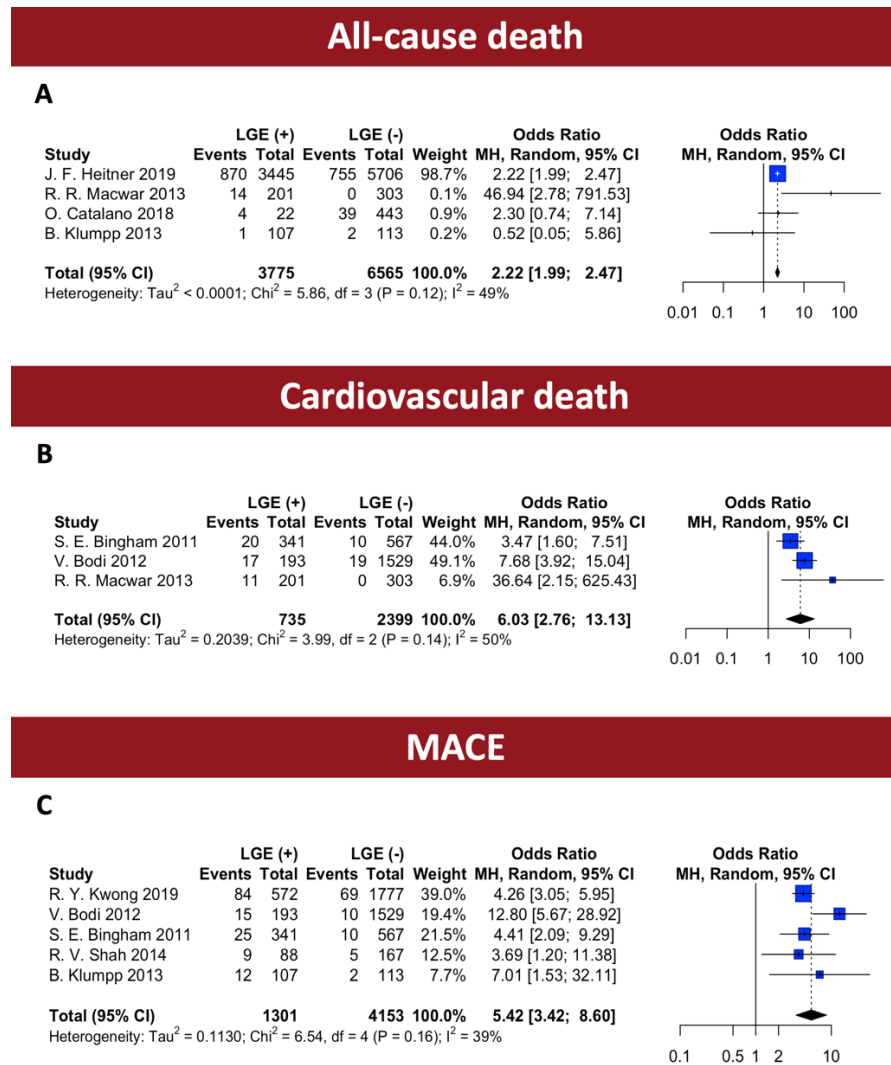 All-cause death
A
LGE (+) LGE (-) Odds Ratio Odds Ratio
Study Events Total Events Total Weight MH, Random, 95% CI MH, Random, 95% CI
J. F. Heitner 2019 870 3445 755 5706 98.7% 2.22 [1.99; 2.47]
R. R. Macwar 2013 14 201 0 303 0.1% 46.94 [2.78; 791.53]
O. Catalano 2018 4 22 39 443 0.9% 2.30 [0.74; 7.14]
B. Klumpp 2013 1 107 2 113 0.2% 0.52 [0.05; 5.86]
Total (95% CI) 3775 6565 100.0% 2.22 [1.99; 2.47]
Heterogeneity: Tau² < 0.0001; Chi² = 5.86, df = 3 (P = 0.12); I² = 49%
0.01 0.1 1 10 100
Cardiovascular death
B
LGE (+) LGE (-) Odds Ratio Odds Ratio
Study Events Total Events Total Weight MH, Random, 95% CI MH, Random, 95% CI
S. E. Bingham 2011 20 341 10 567 44.0% 3.47 [1.60; 7.51]
V. Bodi 2012 17 193 19 1529 49.1% 7.68 [3.92; 15.04]
R. R. Macwar 2013 11 201 0 303 6.9% 36.64 [2.15; 625.43]
Total (95% CI) 735 2399 100.0% 6.03 [2.76; 13.13]
Heterogeneity: Tau² = 0.2039; Chi² = 3.99, df = 2 (P = 0.14); I² = 50%
0.01 0.1 1 10 100
MACE
C
LGE (+) LGE (-) Odds Ratio Odds Ratio
Study Events Total Events Total Weight MH, Random, 95% CI MH, Random, 95% CI
R. Y. Kwong 2019 84 572 69 1777 39.0% 4.26 [3.05; 5.95]
V. Bodi 2012 15 193 10 1529 19.4% 12.80 [5.67; 28.92]
S. E. Bingham 2011 25 341 10 567 21.5% 4.41 [2.09; 9.29]
R. V. Shah 2014 9 88 5 167 12.5% 3.69 [1.20; 11.38]
B. Klumpp 2013 12 107 2 113 7.7% 7.01 [1.53; 32.11]
Total (95% CI) 1301 4153 100.0% 5.42 [3.42; 8.60]
Heterogeneity: Tau² = 0.1130; Chi² = 6.54, df = 4 (P = 0.16); I² = 39%
0.1 0.5 1 2 10